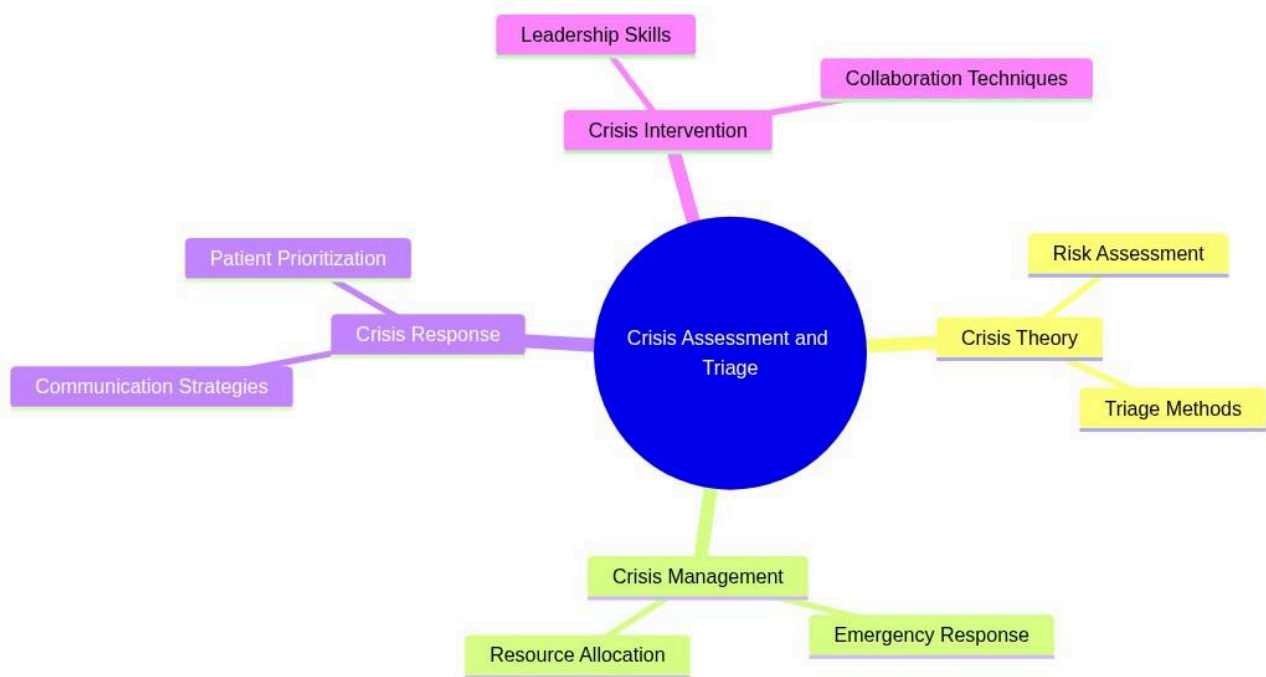 Leadership Skills
Collaboration Techniques
Crisis Intervention
Patient Prioritization
Risk Assessment
Crisis Response
Crisis Assessment and
Triage
Crisis Theory
Communication Strategies
Triage Methods
Crisis Management
Emergency Response
Resource Allocation